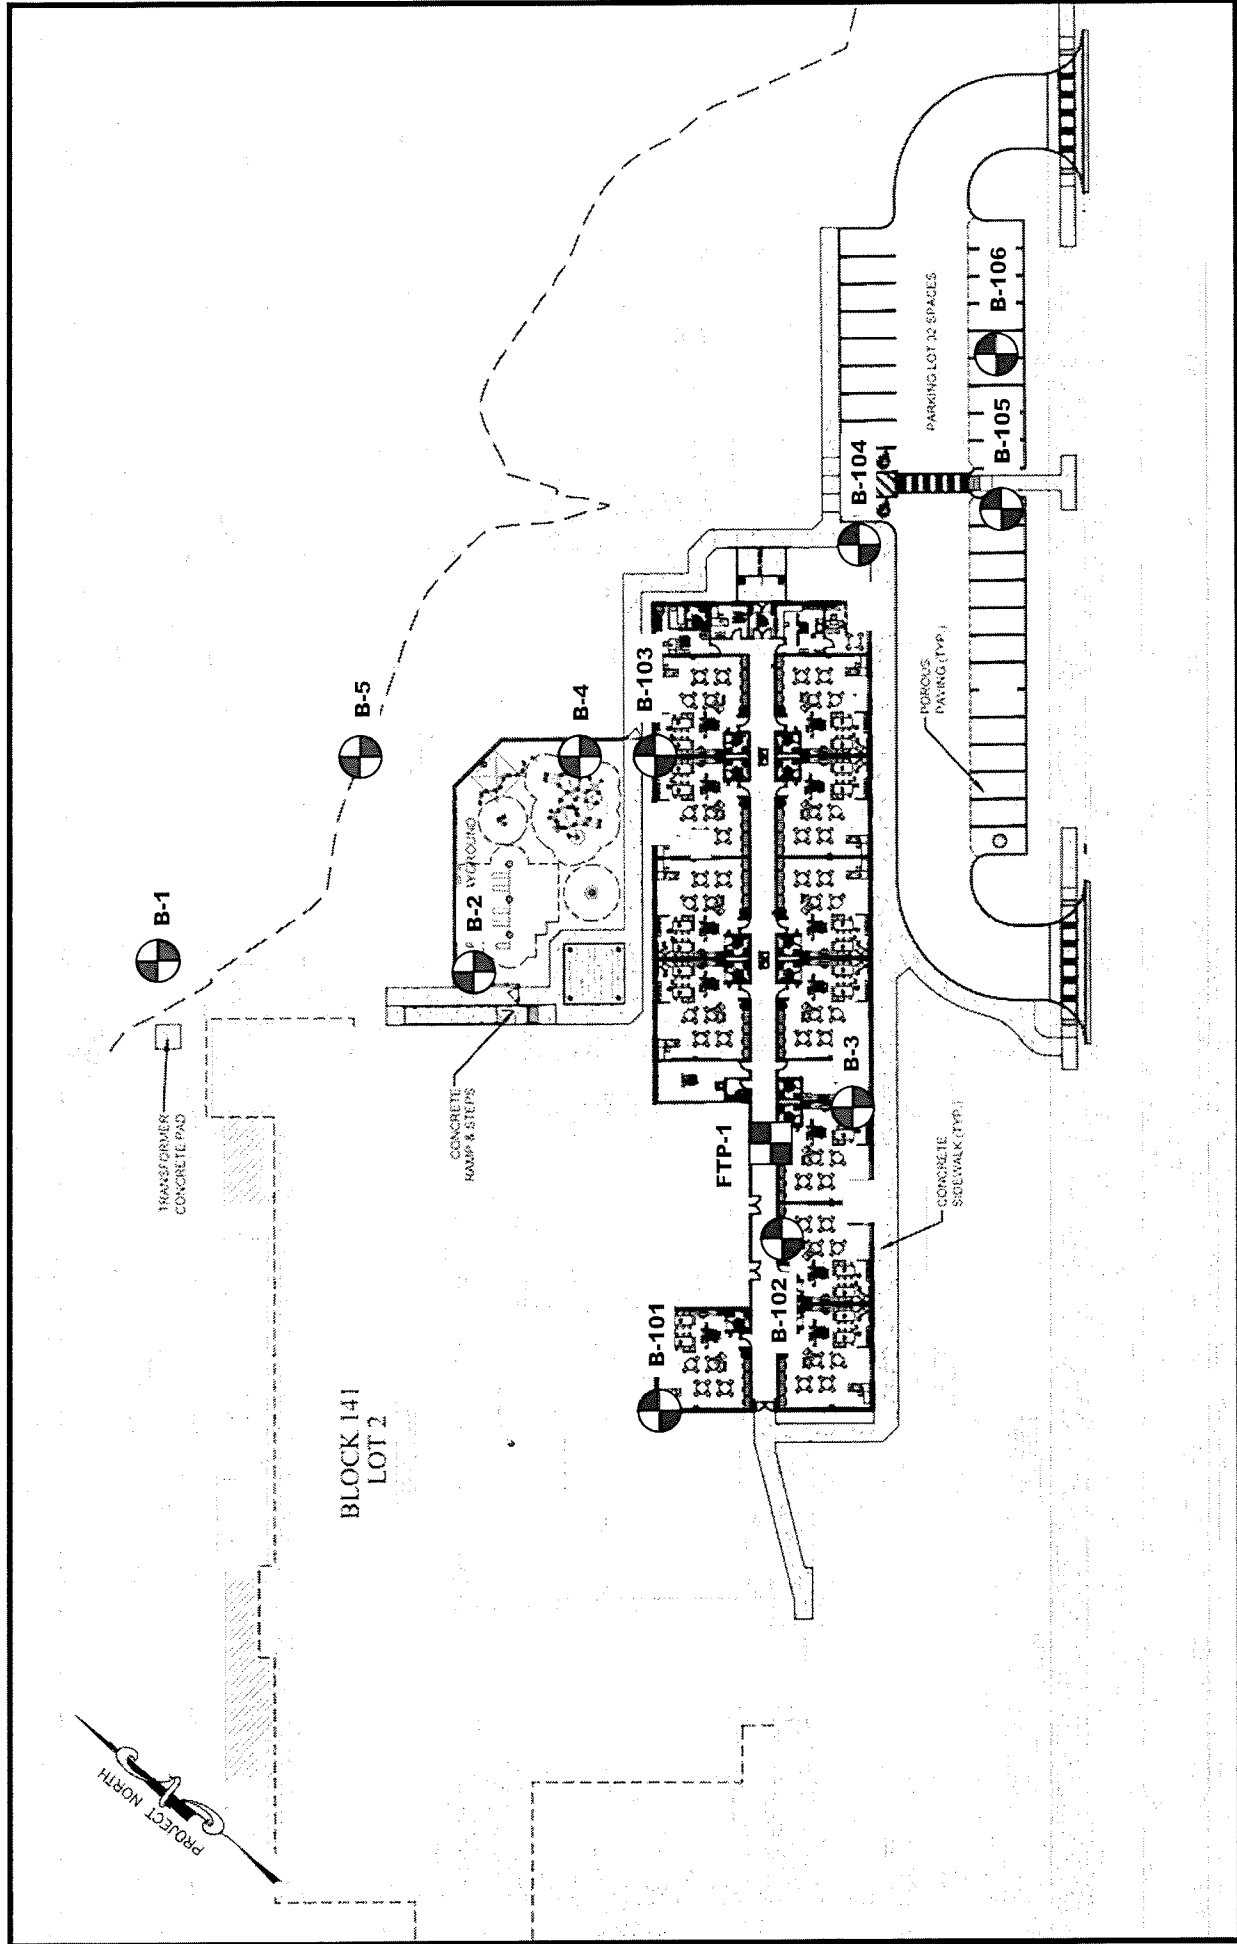 PROJECT NORTH
TRANSFORMER
CONCRETE PAD
B-1
BLOCK 141
LOT 2
B-5
CONCRETE
RAMP & STEPS
B-2
YGROUND
B-4
B-101
B-103
FTP-1
B-102
B-3
B-104
CONCRETE
SIDEWALK (TYP.)
POROUS
PAVING (TYP.)
PARKING LOT 32 SPACES
B-105
B-106